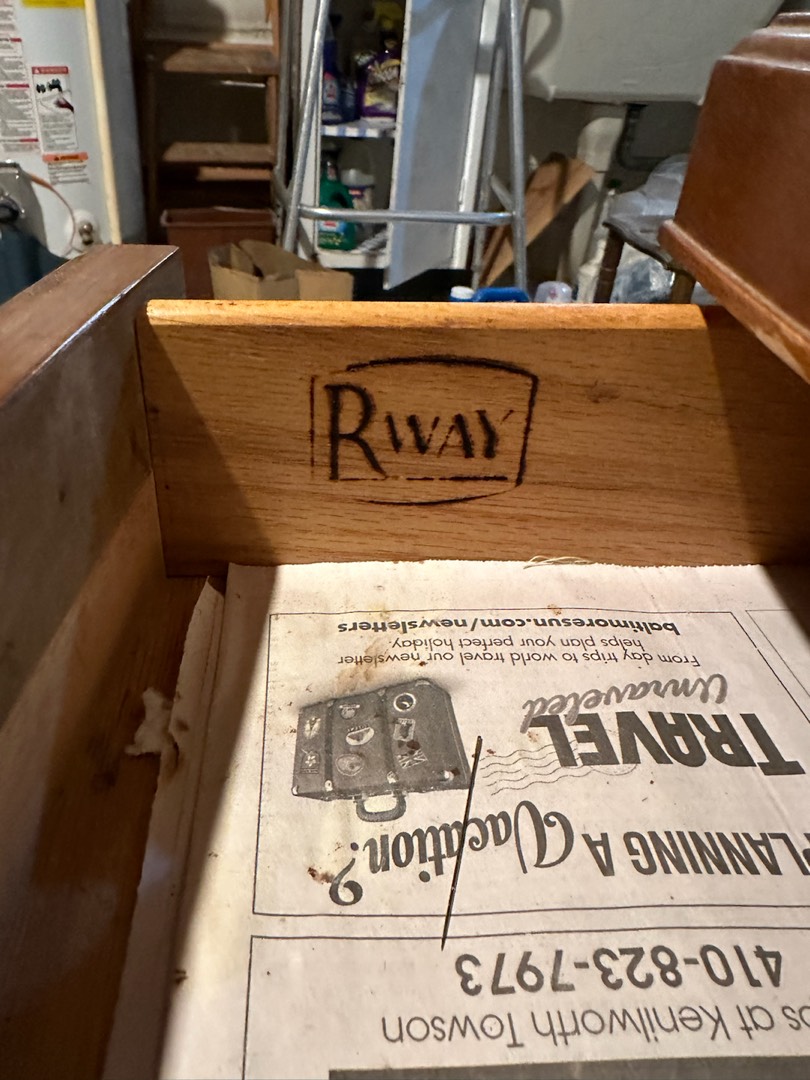 RWAY
baltimoresun.com/newsletters
From day trips to world travel our newsletter
helps plan your perfect holiday.
TRAVEL
Unraveled
PLANNING A Vacation?
410-823-7973
at Kenilworth Towson